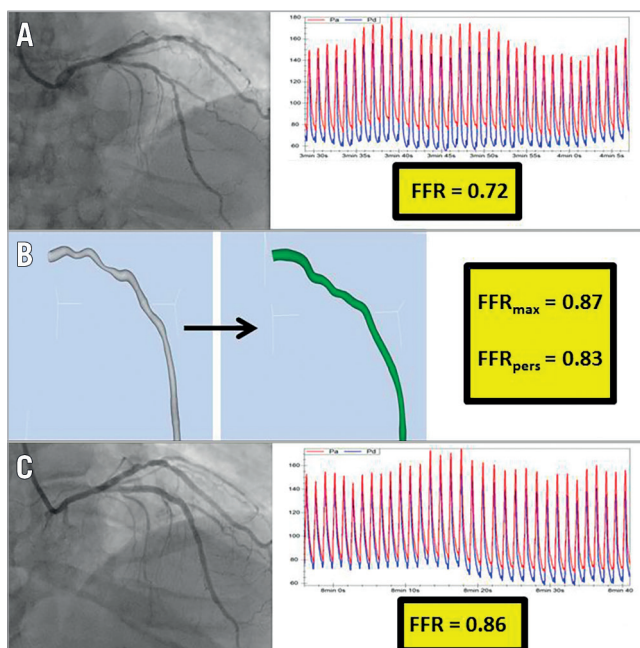 A
Pa Pd
180
160
140
120
100
80
60
3min 30s 3min 35s 3min 40s 3min 45s 3min 50s 3min 55s 4min 0s 4min 5s
FFR = 0.72
B
FFRmax = 0.87
FFRpers = 0.83
C
Pa Pd
160
140
120
100
80
60
8min 0s 8min 10s 8min 20s 8min 30s 8min 40
FFR = 0.86